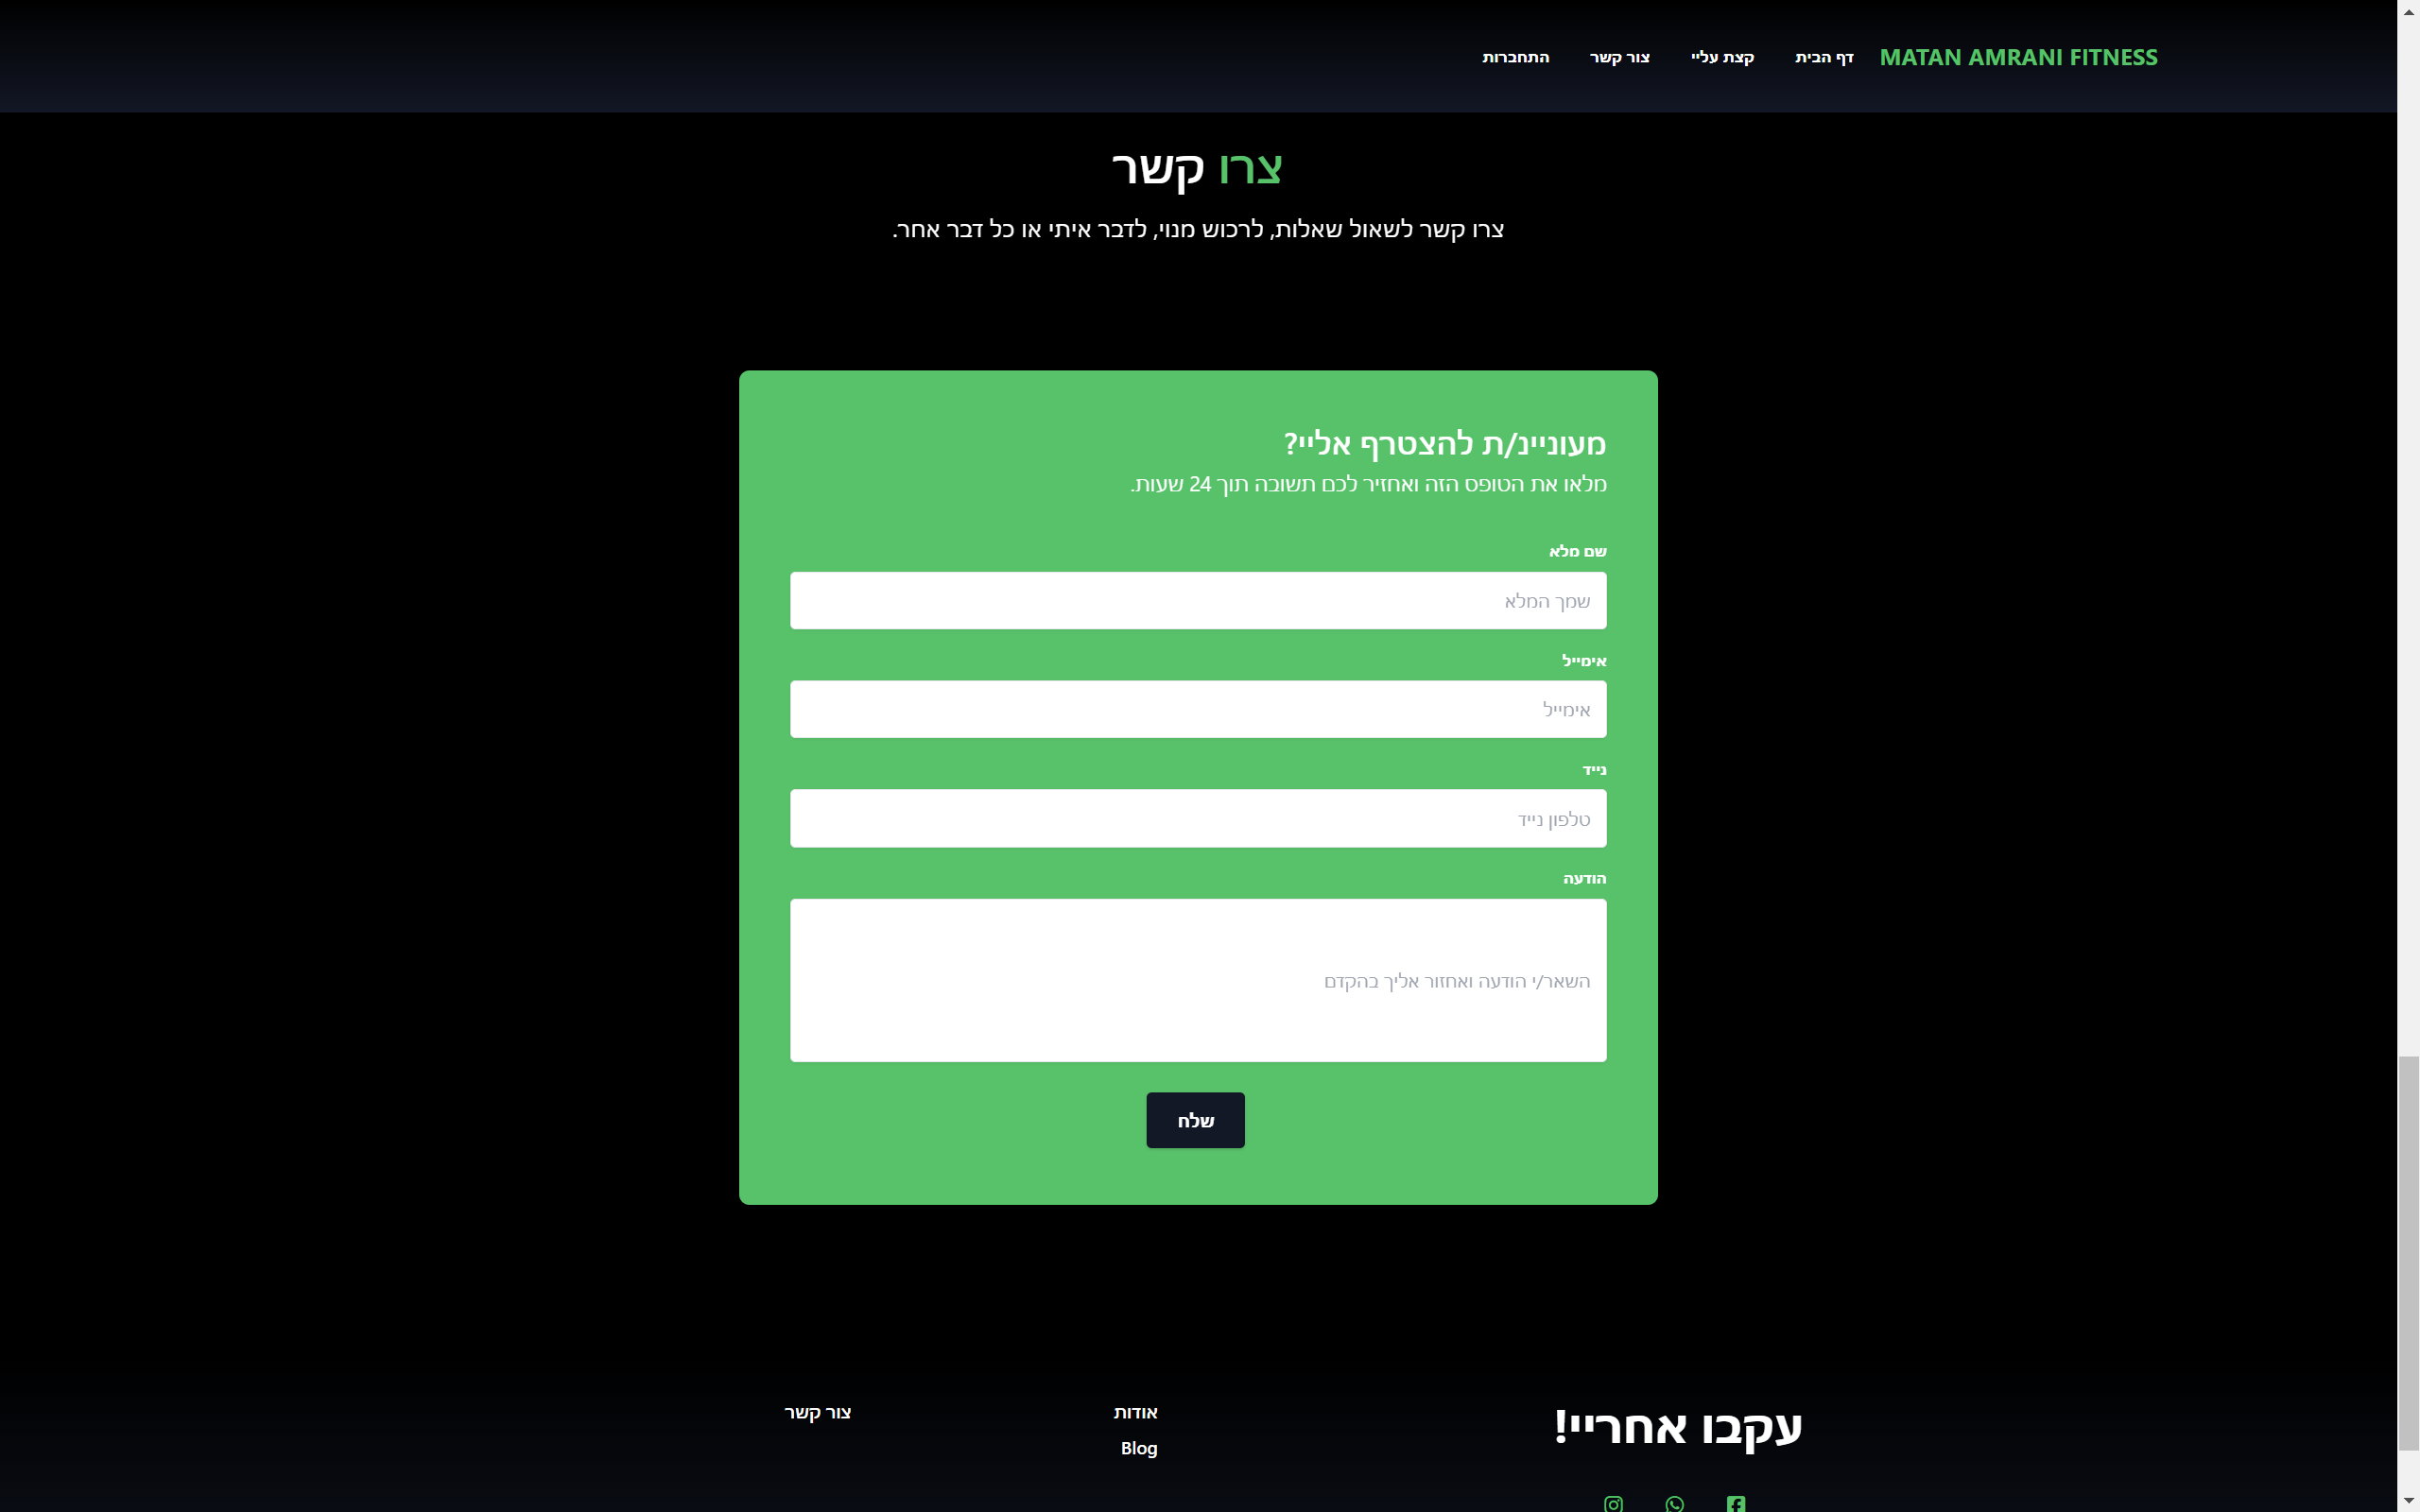 MATAN AMRANI FITNESS דף הבית קצת עליי צור קשר התחברות
צרו קשר
צרו קשר לשאול שאלות, לרכוש מנוי, לדבר איתי או כל דבר אחר.
מעוניינ/ת להצטרף אליי?
מלאו את הטופס הזה ואחזיר לכם תשובה תוך 24 שעות.
שם מלא
שמך המלא
אימייל
אימייל
נייד
טלפון נייד
הודעה
השאר/י הודעה ואחזור אליך בהקדם
שלח
עקבו אחריי!
אודות
Blog
צור קשר